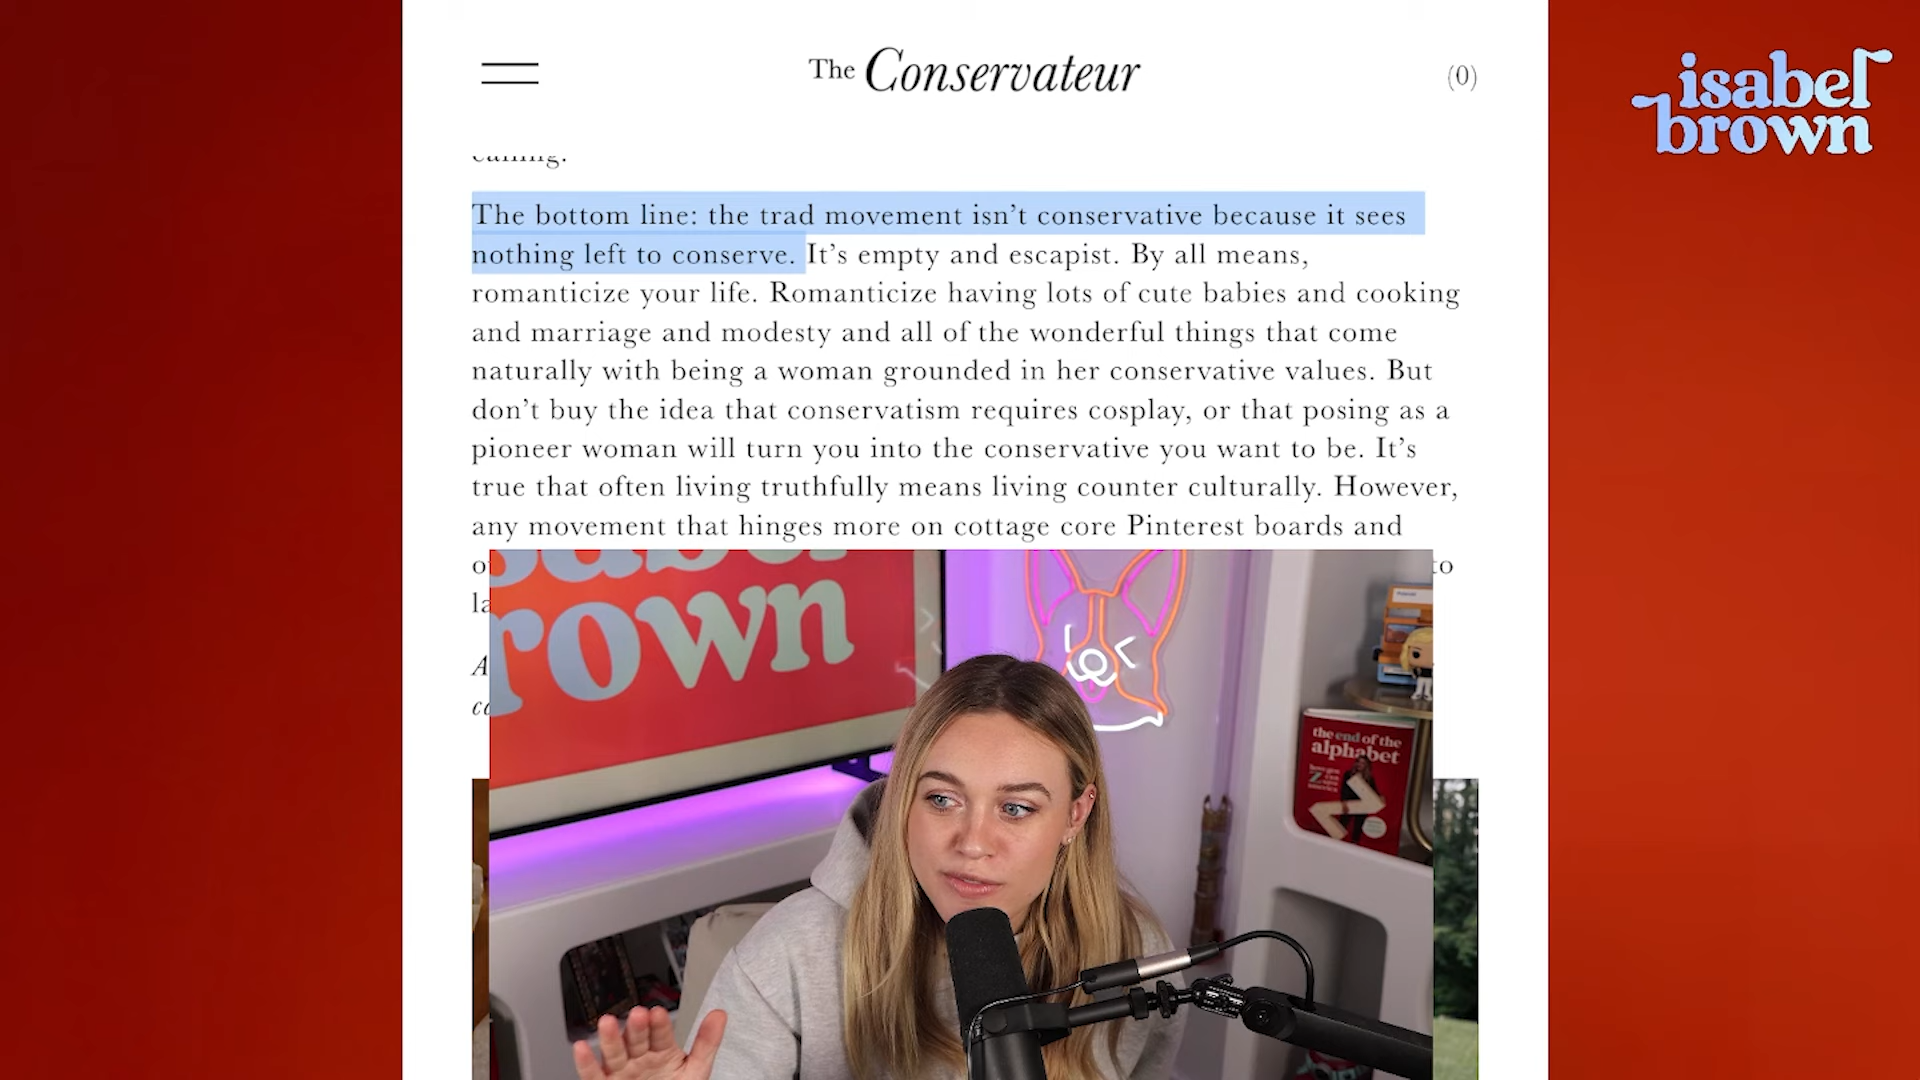 The Conservateur
(0)
isabel
brown
The bottom line: the trad movement isn’t conservative because it sees
nothing left to conserve. It’s empty and escapist. By all means,
romanticize your life. Romanticize having lots of cute babies and cooking
and marriage and modesty and all of the wonderful things that come
naturally with being a woman grounded in her conservative values. But
don’t buy the idea that conservatism requires cosplay, or that posing as a
pioneer woman will turn you into the conservative you want to be. It’s
true that often living truthfully means living counter culturally. However,
any movement that hinges more on cottage core Pinterest boards and
to
rown
the end of the
alphabet